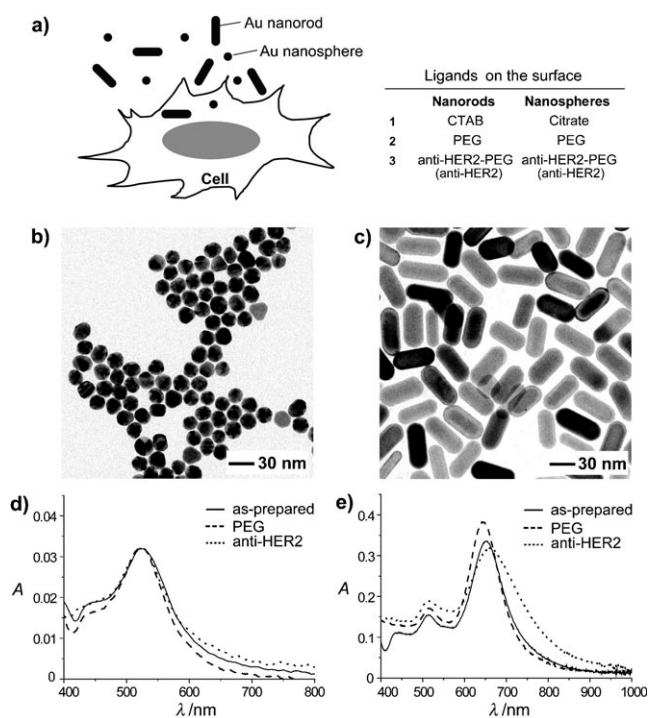 a)
Au nanorod
Au nanosphere
Cell
Ligands on the surface
Nanorods Nanospheres
1 CTAB Citrate
2 PEG PEG
3 anti-HER2-PEG anti-HER2-PEG
(anti-HER2) (anti-HER2)
b)
30 nm
c)
30 nm
d)
as-prepared
PEG
anti-HER2
A
0.04
0.03
0.02
0.01
0
400 500 600 700 800
λ /nm
e)
as-prepared
PEG
anti-HER2
A
0.4
0.3
0.2
0.1
0
400 500 600 700 800 900 1000
λ /nm